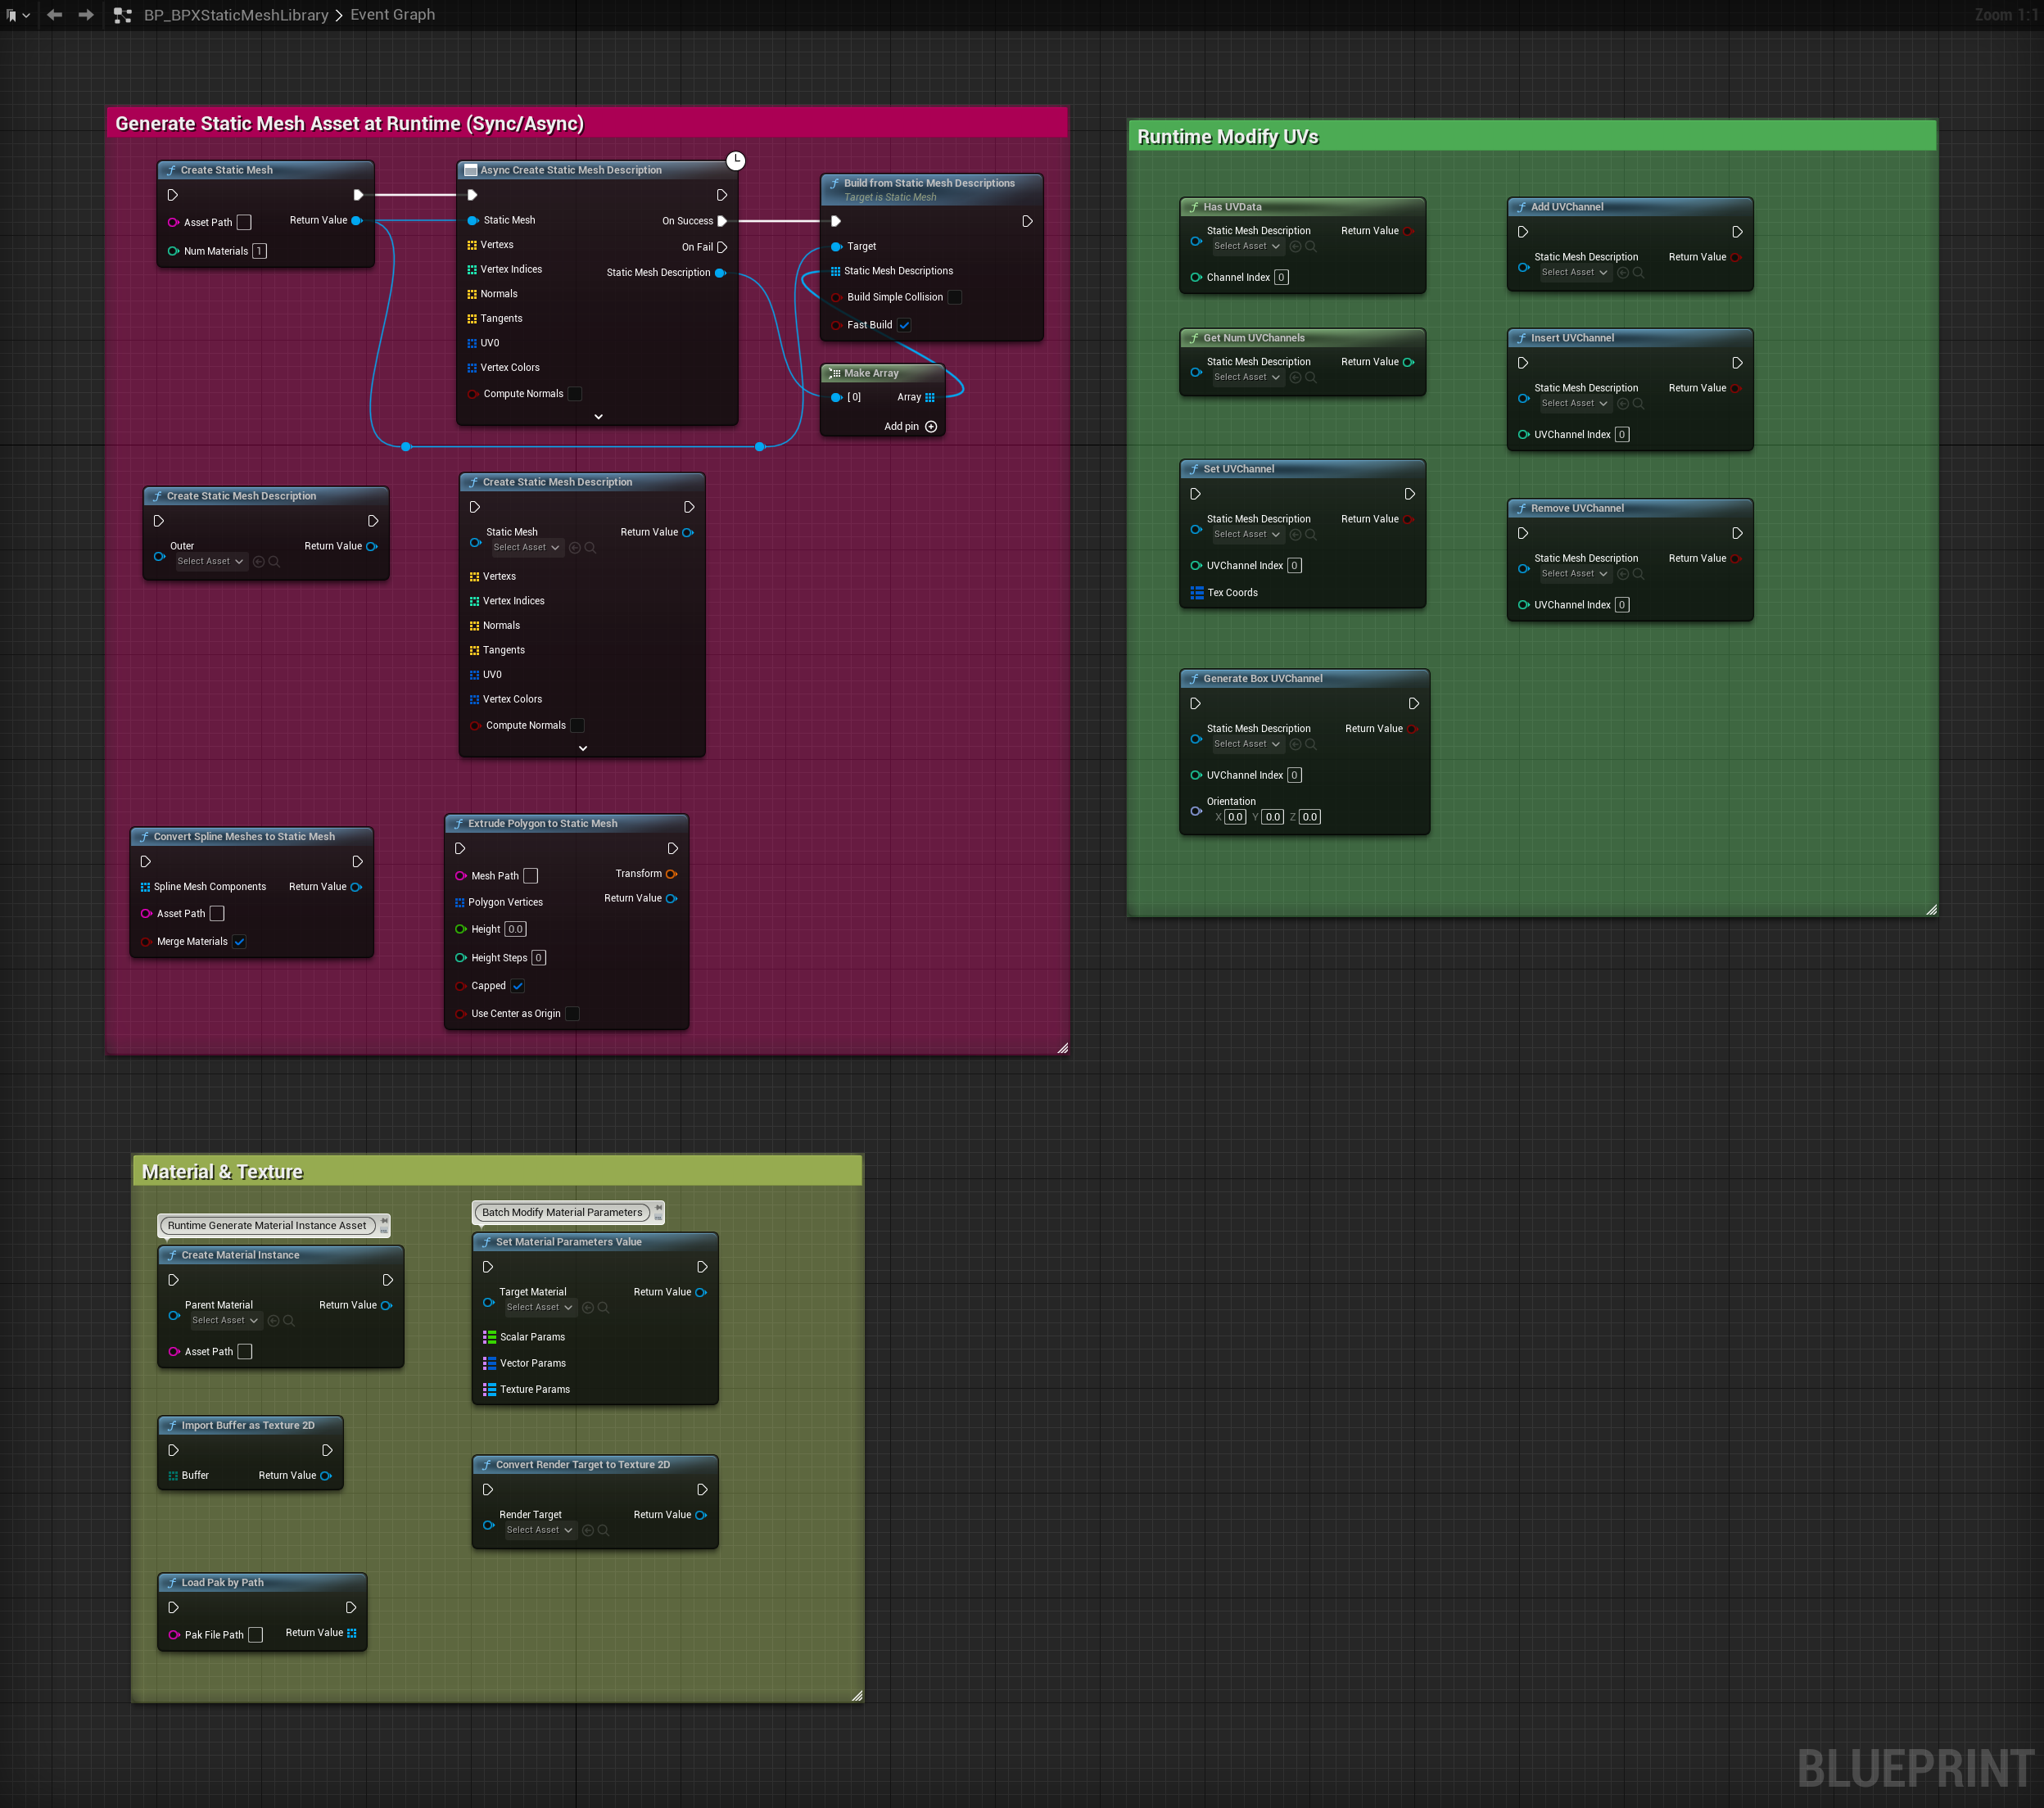 BP_BPXStaticMeshLibrary > Event Graph
Zoom 1:1
Generate Static Mesh Asset at Runtime (Sync/Async)
Create Static Mesh
Asset Path
Return Value
Num Materials 1
Async Create Static Mesh Description
Static Mesh
On Success
Vertexs
On Fail
Vertex Indices
Static Mesh Description
Normals
Tangents
UV0
Vertex Colors
Compute Normals
Build from Static Mesh Descriptions
Target is Static Mesh
Target
Static Mesh Descriptions
Build Simple Collision
Fast Build
Make Array
[0]
Array
Add pin
Create Static Mesh Description
Outer
Return Value
Select Asset
Create Static Mesh Description
Static Mesh
Return Value
Select Asset
Vertexs
Vertex Indices
Normals
Tangents
UV0
Vertex Colors
Compute Normals
Convert Spline Meshes to Static Mesh
Spline Mesh Components
Return Value
Asset Path
Merge Materials
Extrude Polygon to Static Mesh
Mesh Path
Transform
Polygon Vertices
Return Value
Height 0.0
Height Steps 0
Capped
Use Center as Origin
Runtime Modify UVs
Has UVData
Static Mesh Description
Return Value
Select Asset
Channel Index 0
Add UVChannel
Static Mesh Description
Return Value
Select Asset
Get Num UVChannels
Static Mesh Description
Return Value
Select Asset
Insert UVChannel
Static Mesh Description
Return Value
Select Asset
UVChannel Index 0
Set UVChannel
Static Mesh Description
Return Value
Select Asset
UVChannel Index 0
Tex Coords
Remove UVChannel
Static Mesh Description
Return Value
Select Asset
UVChannel Index 0
Generate Box UVChannel
Static Mesh Description
Return Value
Select Asset
UVChannel Index 0
Orientation
X 0.0 Y 0.0 Z 0.0
Material & Texture
Runtime Generate Material Instance Asset
Create Material Instance
Parent Material
Return Value
Select Asset
Asset Path
Batch Modify Material Parameters
Set Material Parameters Value
Target Material
Return Value
Select Asset
Scalar Params
Vector Params
Texture Params
Import Buffer as Texture 2D
Buffer
Return Value
Convert Render Target to Texture 2D
Render Target
Return Value
Select Asset
Load Pak by Path
Pak File Path
Return Value
BLUEPRINT